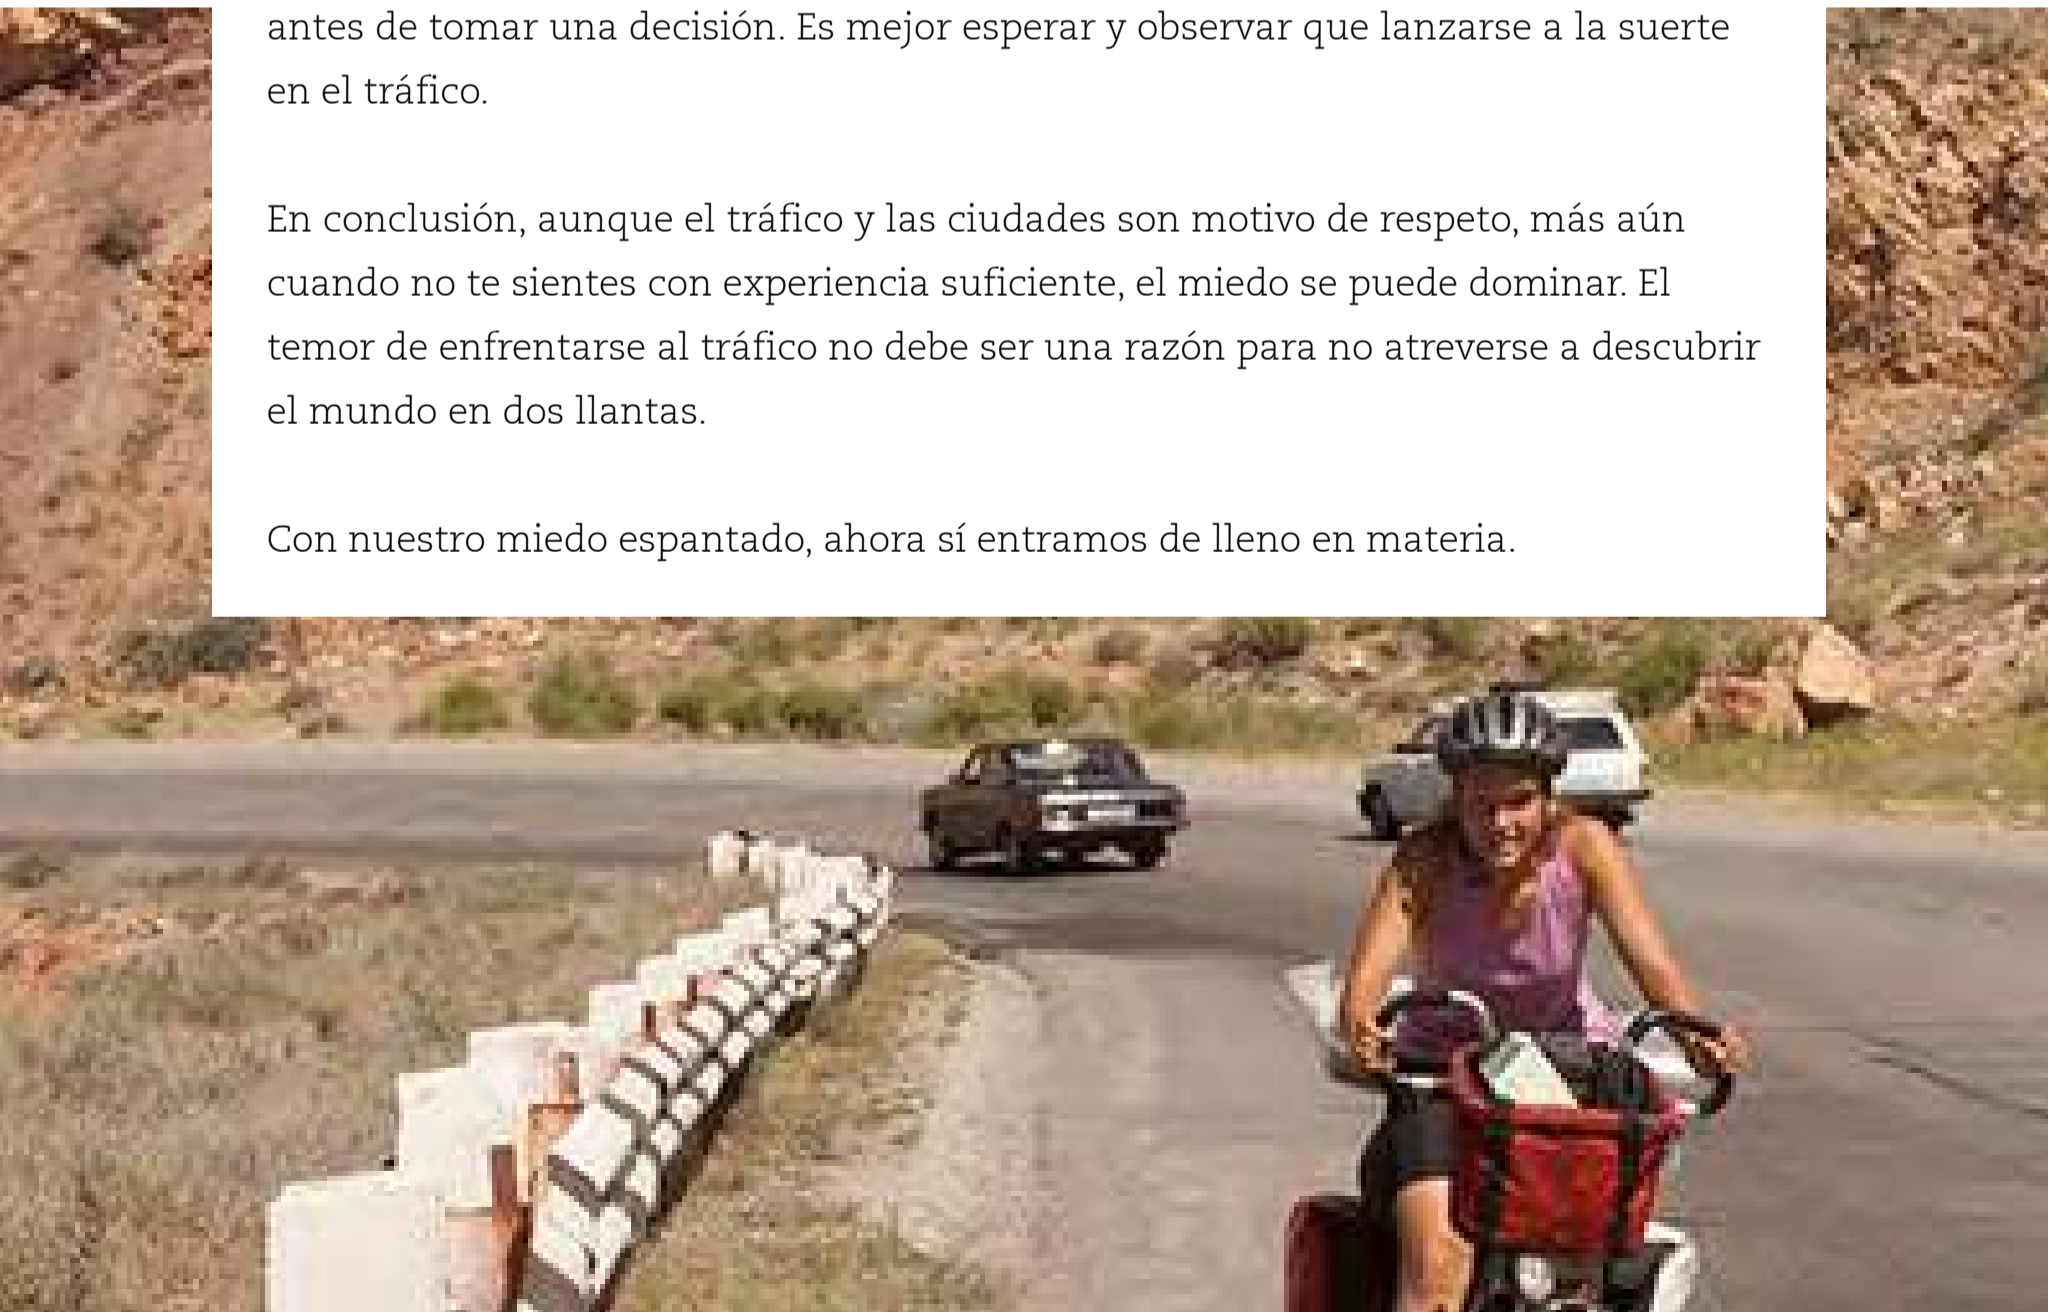 antes de tomar una decisión. Es mejor esperar y observar que lanzarse a la suerte
en el tráfico.
En conclusión, aunque el tráfico y las ciudades son motivo de respeto, más aún
cuando no te sientes con experiencia suficiente, el miedo se puede dominar. El
temor de enfrentarse al tráfico no debe ser una razón para no atreverse a descubrir
el mundo en dos llantas.
Con nuestro miedo espantado, ahora sí entramos de lleno en materia.